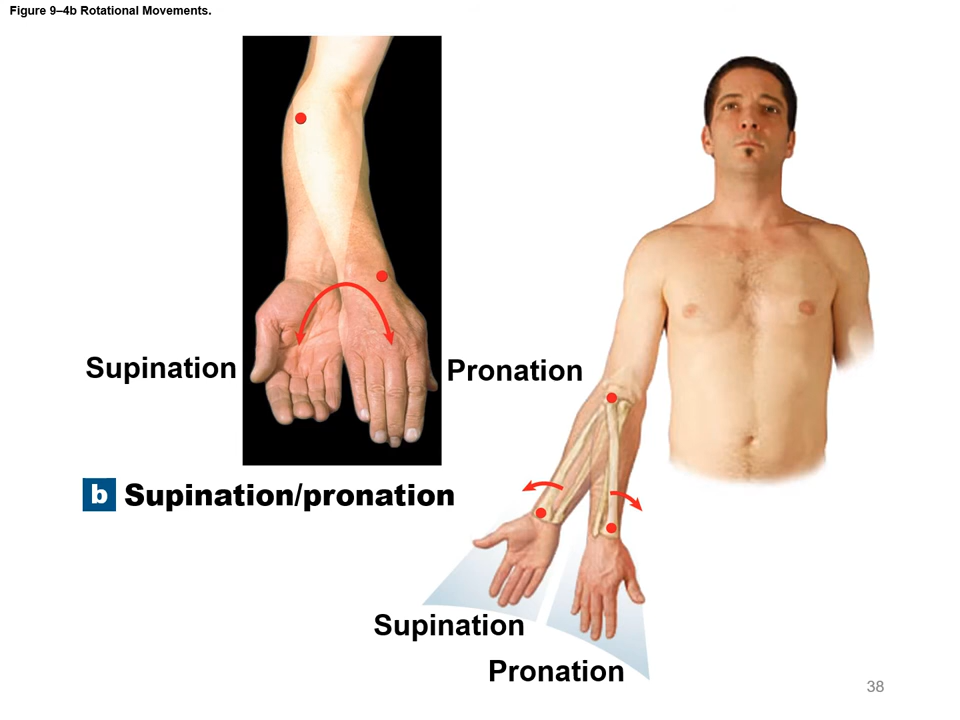 Figure 9–4b Rotational Movements.
Supination
Pronation
b Supination/pronation
Supination
Pronation
38